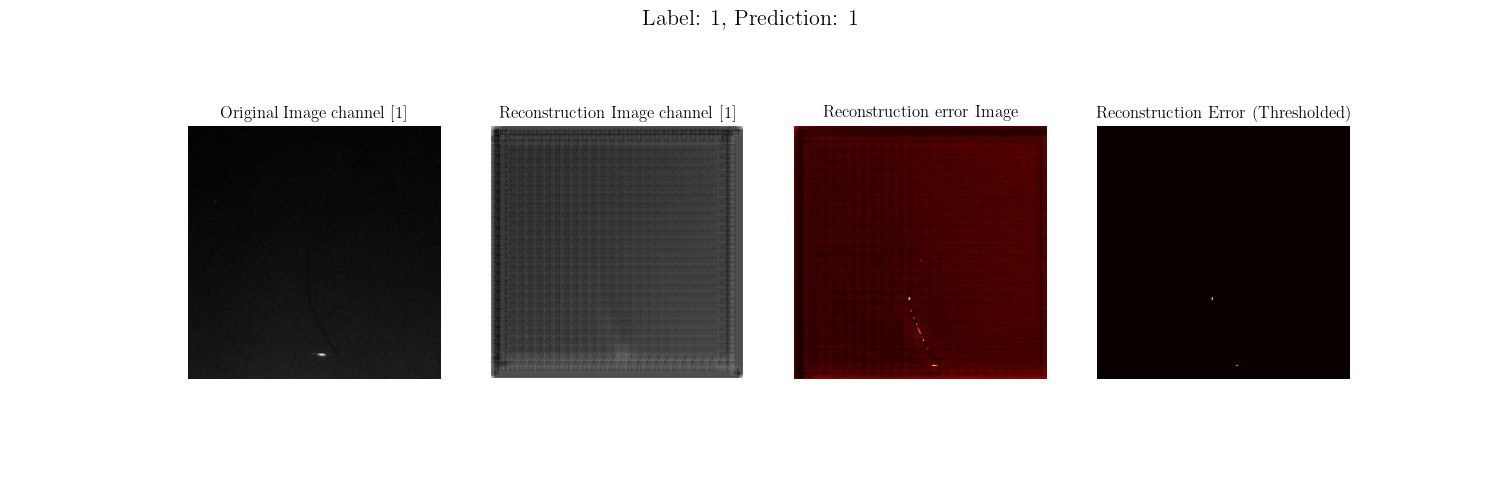 Label: 1, Prediction: 1
Original Image channel [1]
Reconstruction Image channel [1]
Reconstruction error Image
Reconstruction Error (Thresholded)